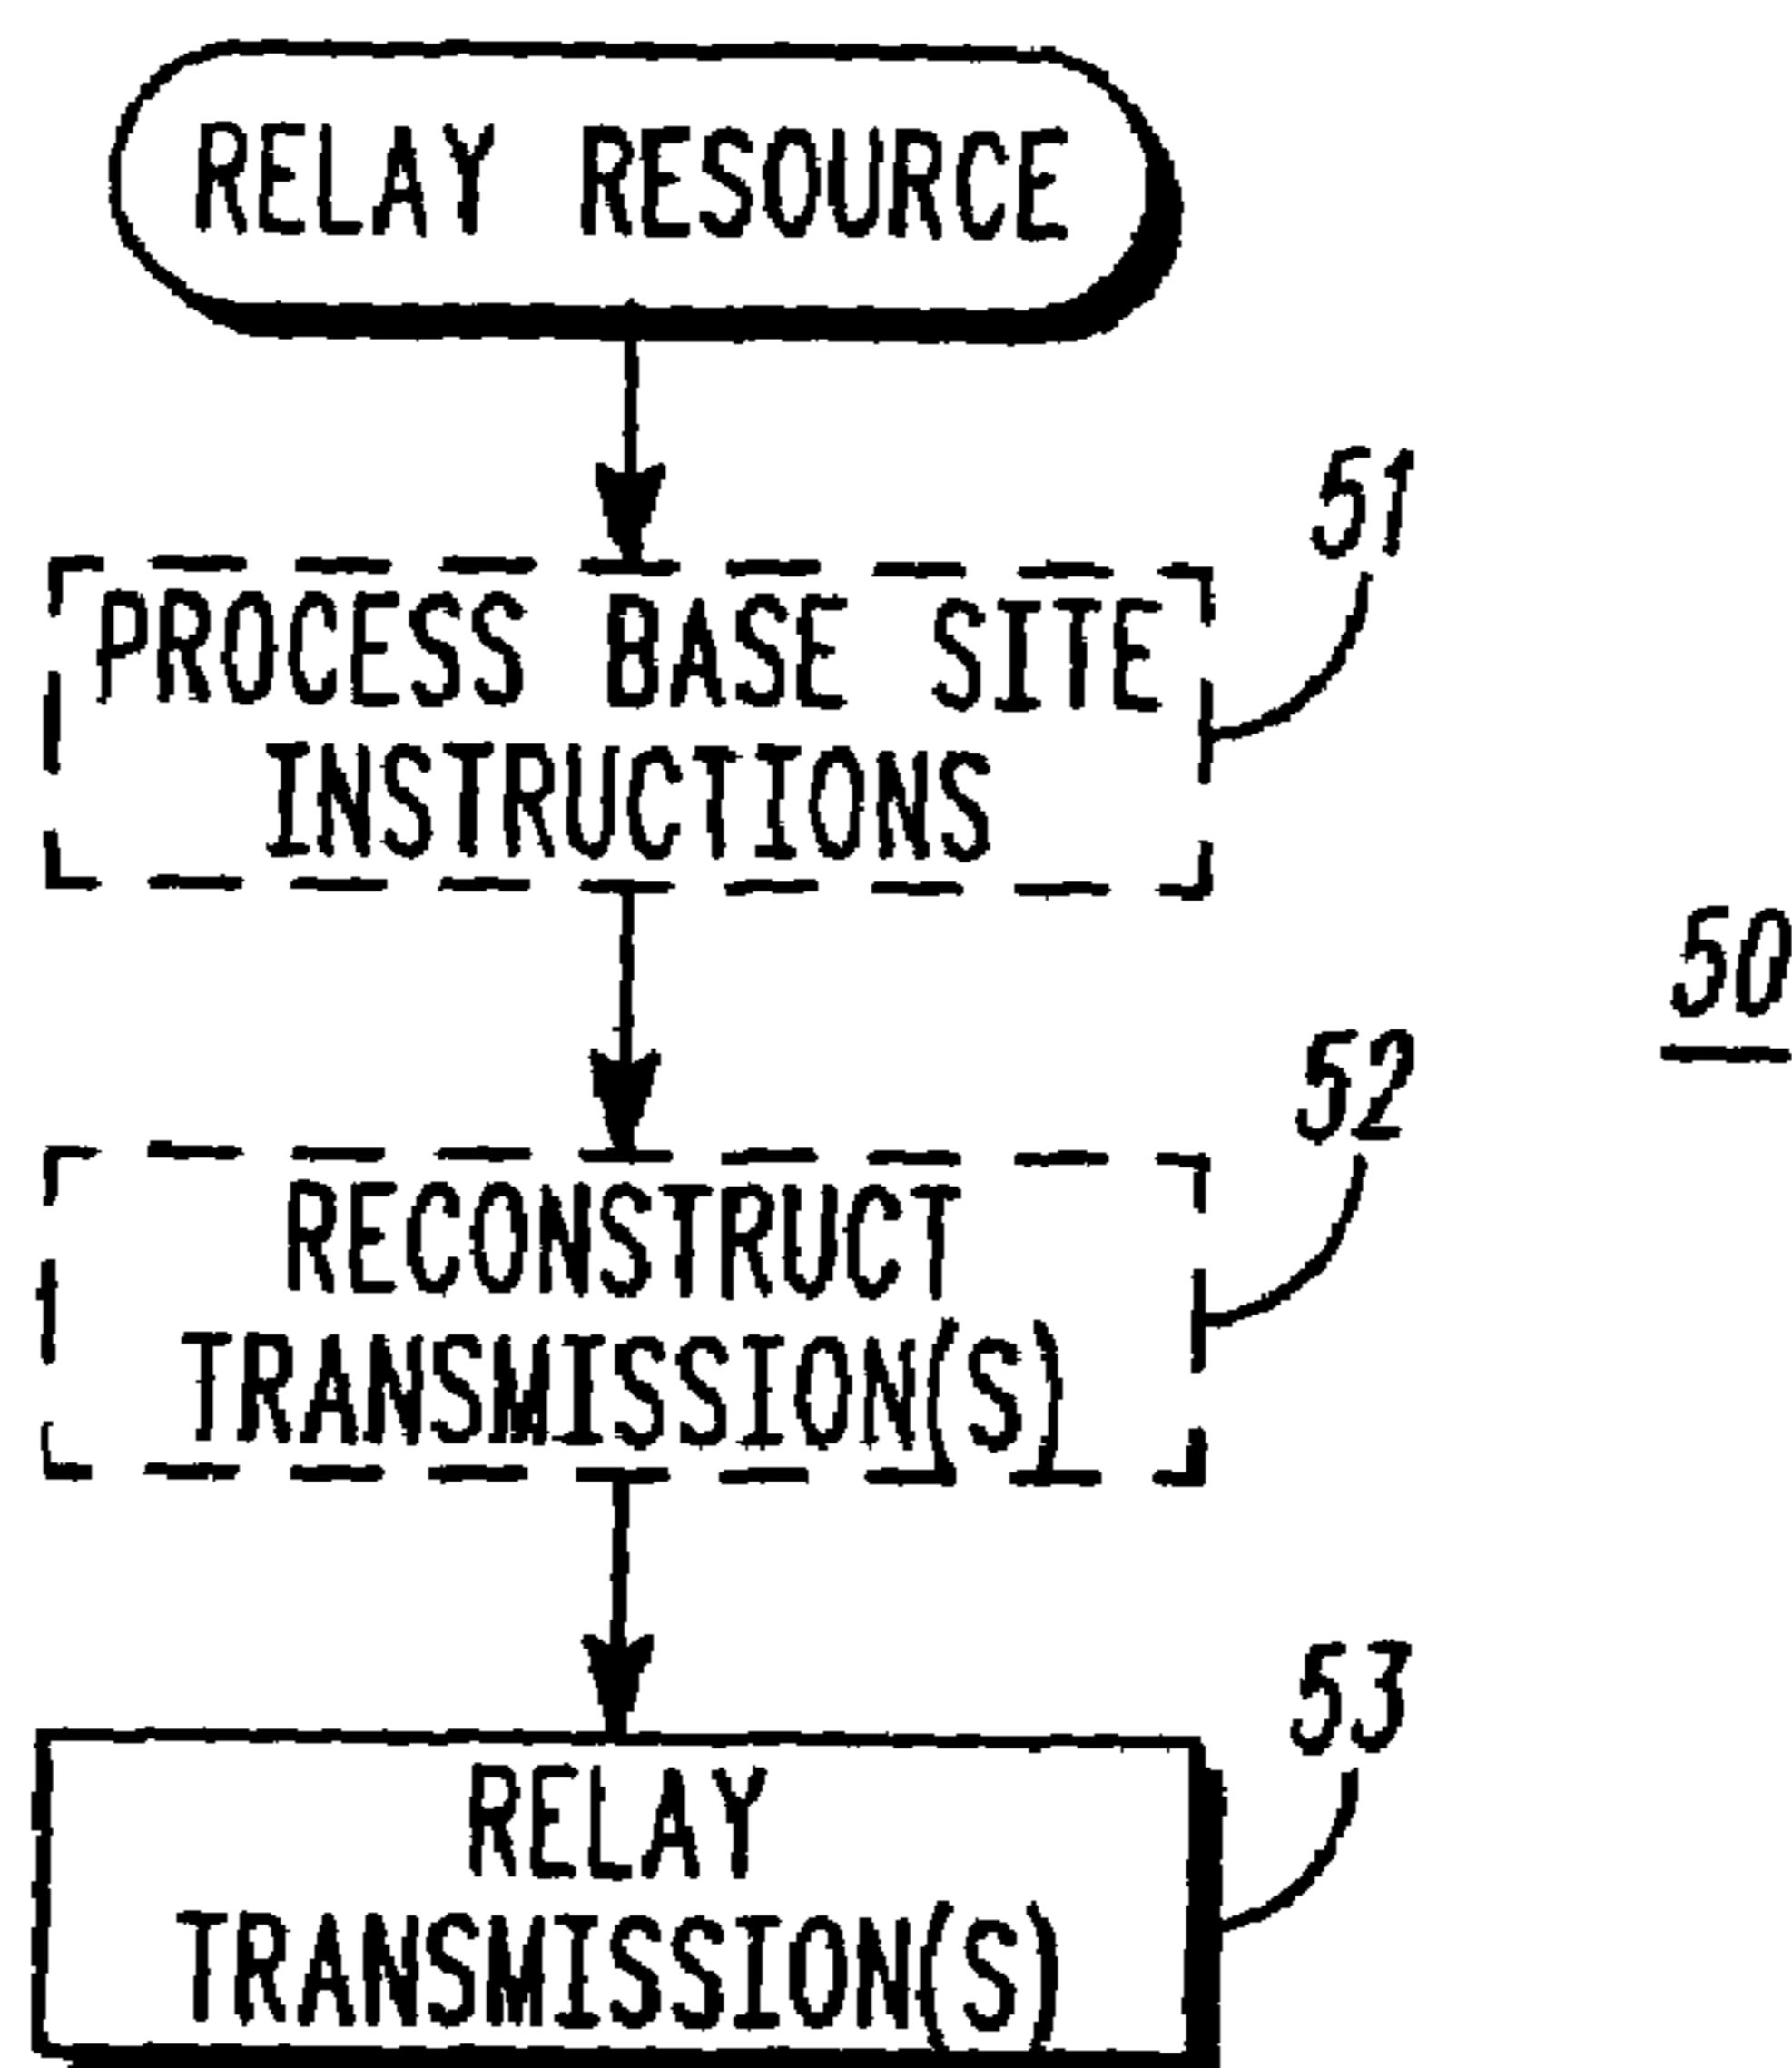 RELAY RESOURCE
51
PROCESS BASE SITE
INSTRUCTIONS
50
52
RECONSTRUCT
TRANSMISSION(S)
53
RELAY
TRANSMISSION(S)